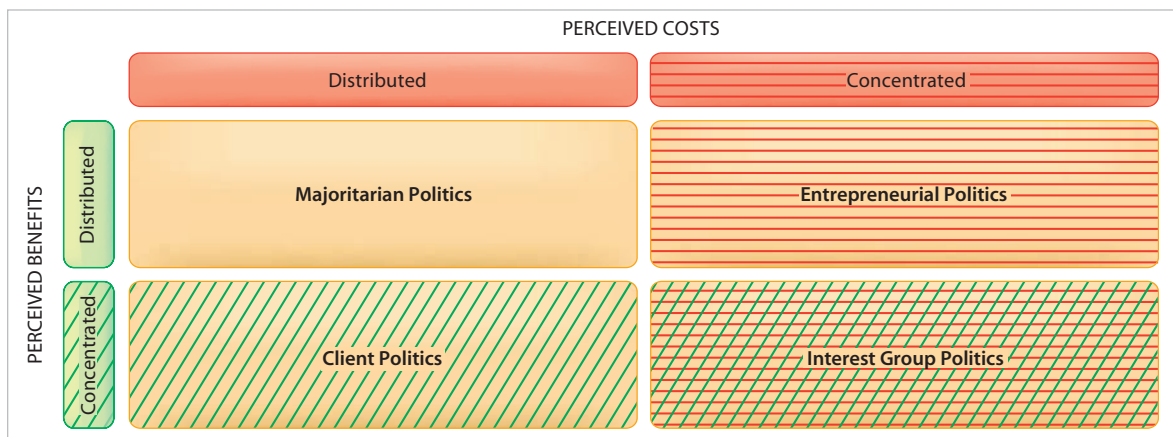 PERCEIVED COSTS
Distributed
Concentrated
PERCEIVED BENEFITS
Distributed
Majoritarian Politics
Entrepreneurial Politics
Concentrated
Client Politics
Interest Group Politics